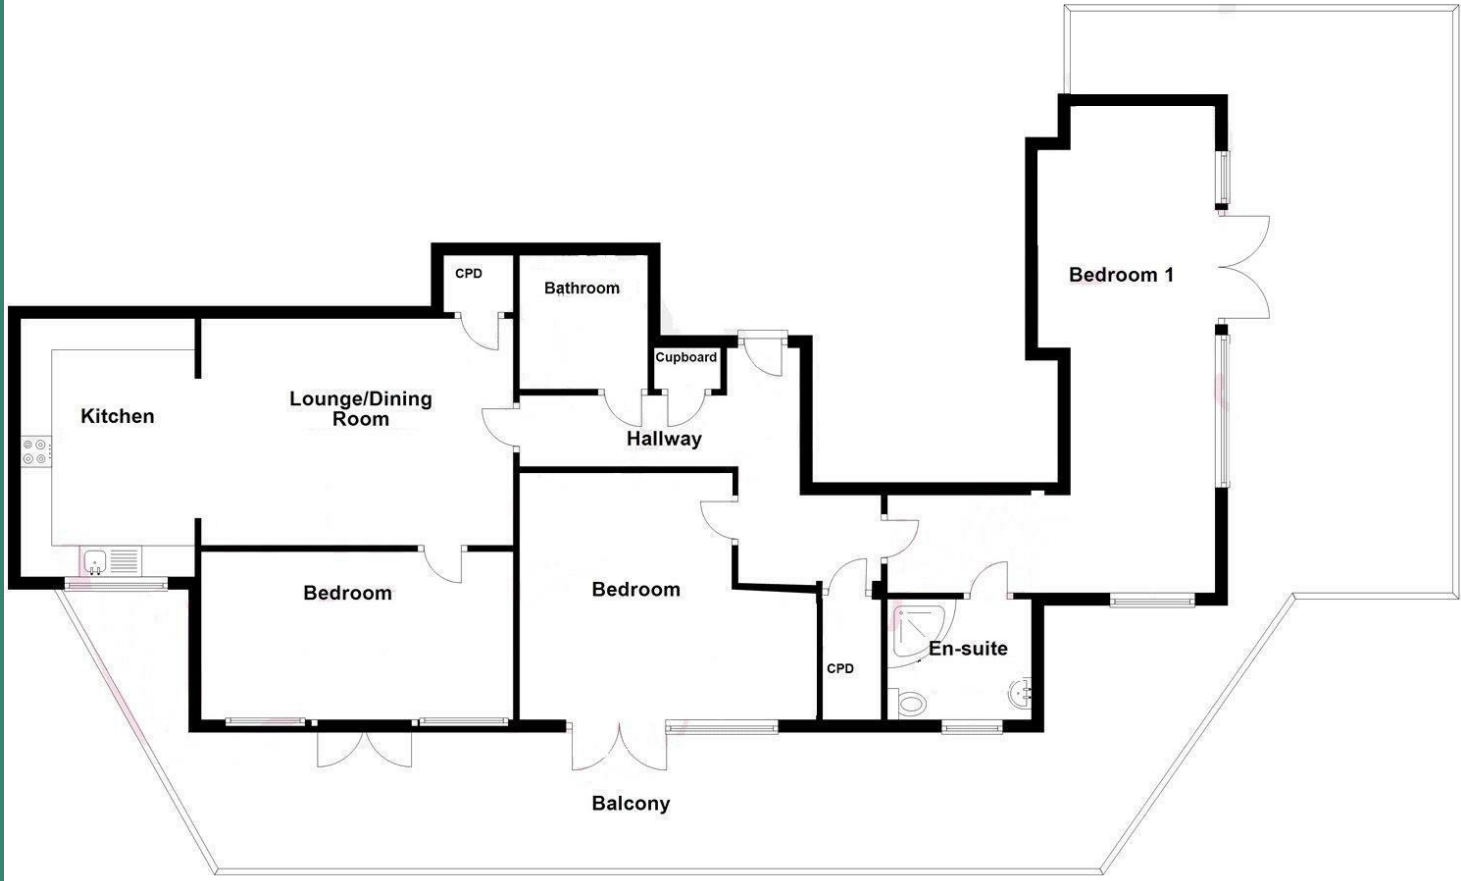 CPD
Bathroom
Bedroom 1
Cupboard
Kitchen
Lounge/Dining
Room
Hallway
Bedroom
Bedroom
En-suite
CPD
Balcony